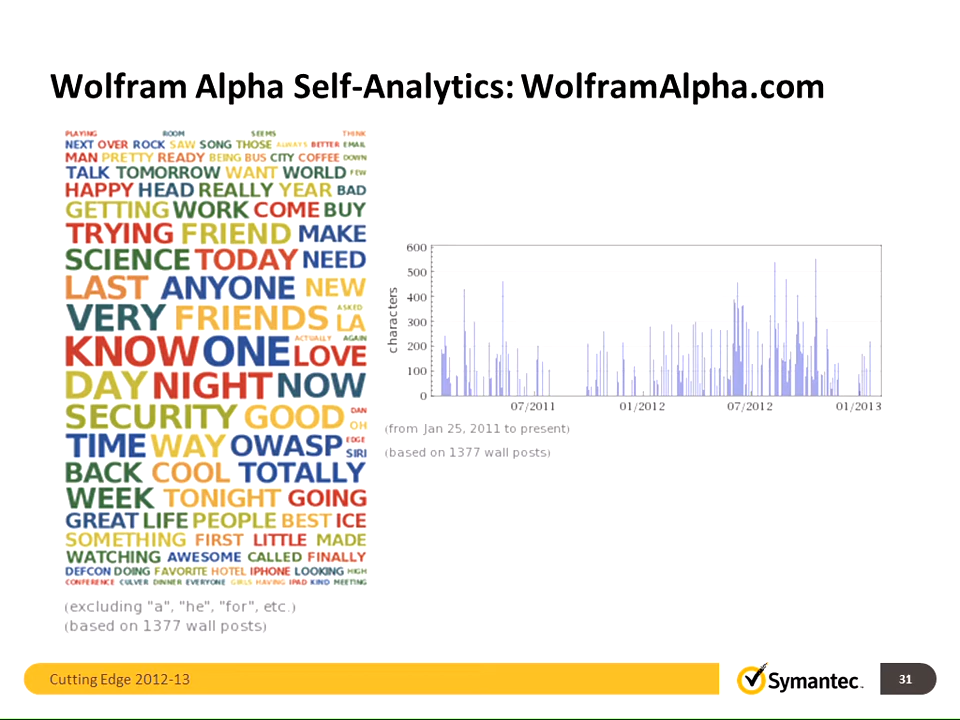 Wolfram Alpha Self-Analytics: WolframAlpha.com
PLAYING ROOM SEEMS THINK
NEXT OVER ROCK SAW SONG THOSE ALWAYS BETTER EMAIL
MAN PRETTY READY BEING BUS CITY COFFEE DOWN
TALK TOMORROW WANT WORLD FEW
HAPPY HEAD REALLY YEAR BAD
GETTING WORK COME BUY
TRYING FRIEND MAKE
SCIENCE TODAY NEED
LAST ANYONE NEW
VERY FRIENDS ASKED LA
ACTUALLY AGAIN
KNOW ONE LOVE
DAY NIGHT NOW
SECURITY GOOD DAN OH
TIME WAY OWASP EDGE SIRI
BACK COOL TOTALLY
WEEK TONIGHT GOING
GREAT LIFE PEOPLE BEST ICE
SOMETHING FIRST LITTLE MADE
WATCHING AWESOME CALLED FINALLY
DEFCON DOING FAVORITE HOTEL IPHONE LOOKING HIGH
CONFERENCE CULVER DINNER EVERYONE GIRLS HAVING IPAD KIND MEETING
(excluding "a", "he", "for", etc.)
(based on 1377 wall posts)
characters
600
500
400
300
200
100
0
07/2011 01/2012 07/2012 01/2013
(from Jan 25, 2011 to present)
(based on 1377 wall posts)
Cutting Edge 2012-13
Symantec.
31